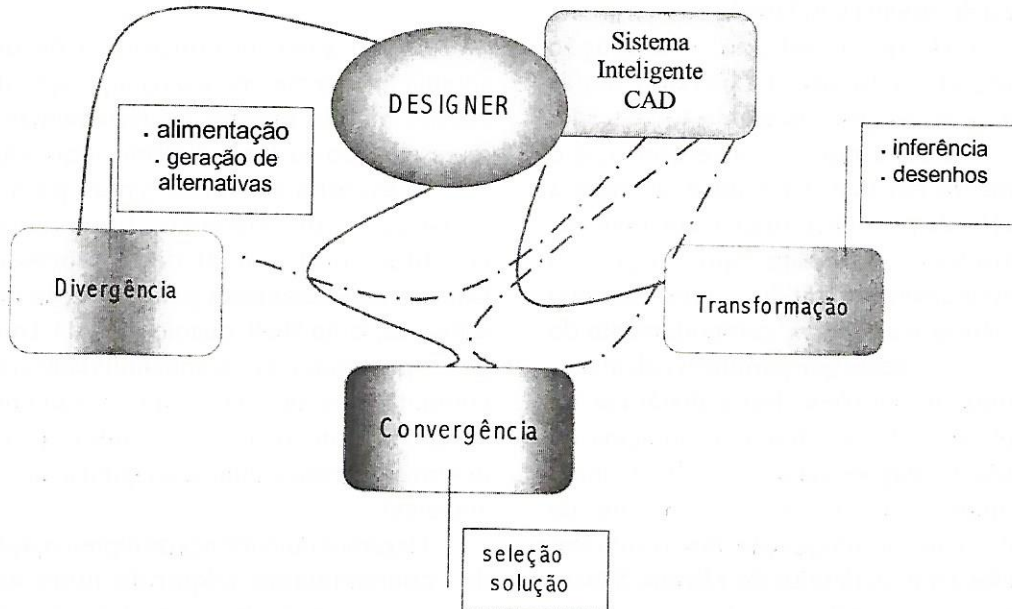 DESIGNER
Sistema
Inteligente
CAD
. alimentação
. geração de
alternativas
. inferência
. desenhos
Divergência
Transformação
Convergência
seleção
solução